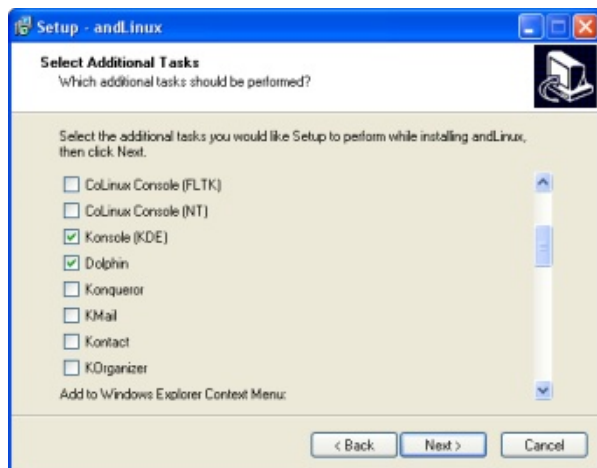 Setup - andLinux
Select Additional Tasks
Which additional tasks should be performed?
Select the additional tasks you would like Setup to perform while installing andLinux,
then click Next.
CoLinux Console (FLTK)
CoLinux Console (NT)
Konsole (KDE)
Dolphin
Konqueror
KMail
Kontact
KOrganizer
Add to Windows Explorer Context Menu:
< Back Next > Cancel